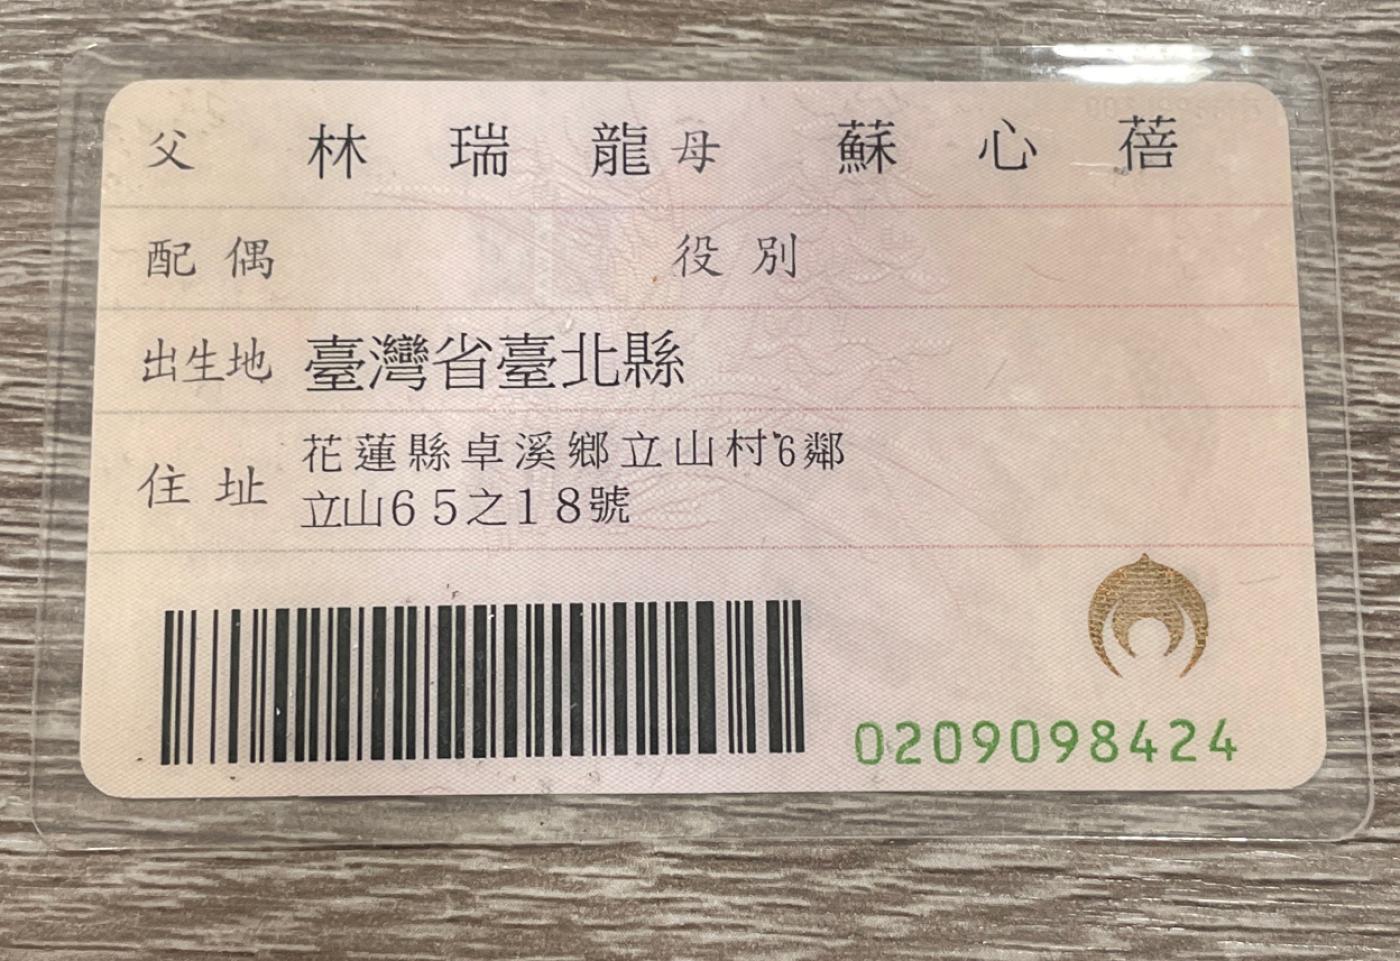 父 林瑞龍 母 蘇心蓓
配偶 役別
出生地 臺灣省臺北縣
住址 花蓮縣卓溪鄉立山村6鄰
立山65之18號
0209098424